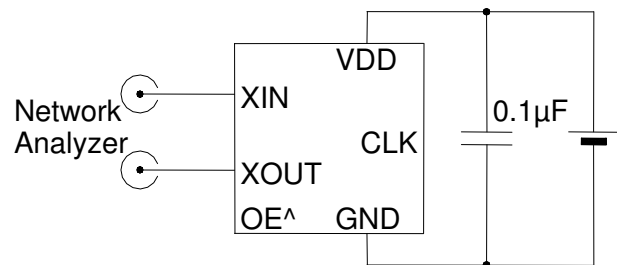 VDD
Network
Analyzer
XIN
0.1µF
CLK
XOUT
OE^
GND